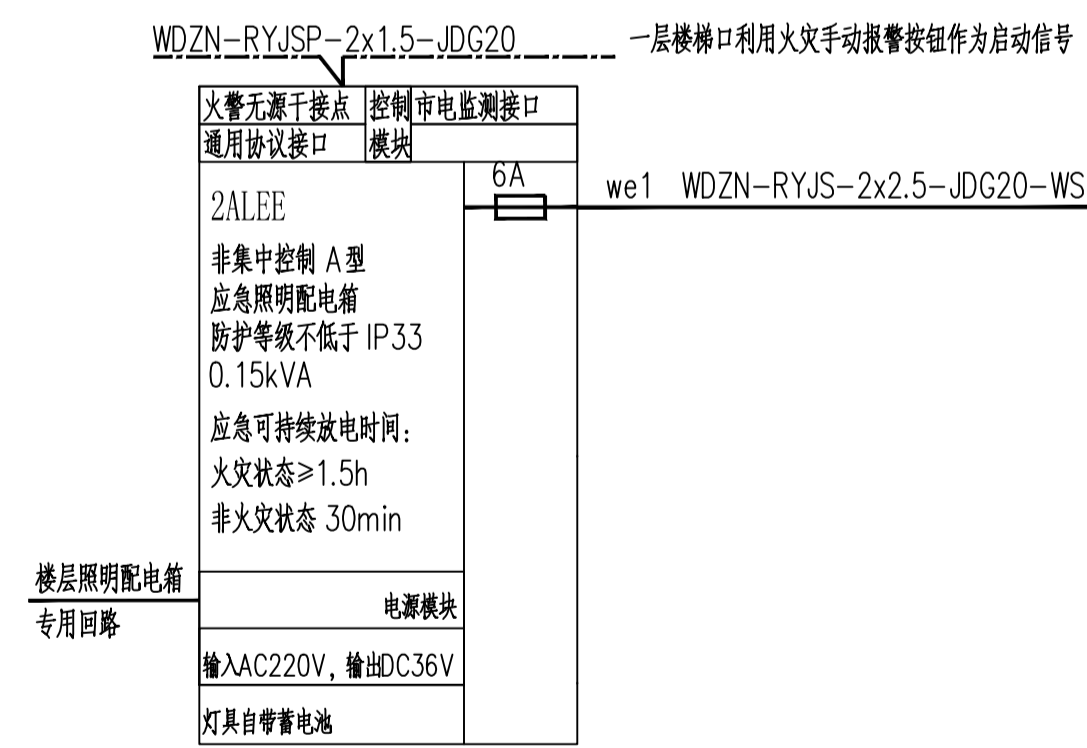 WDZN-RYJSP-2x1.5-JDG20
一层楼梯口利用火灾手动报警按钮作为启动信号
火警无源干接点
控制
市电监测接口
通用协议接口
模块
6A
we1 WDZN-RYJS-2x2.5-JDG20-WS
2ALEE
非集中控制 A型
应急照明配电箱
防护等级不低于 IP33
0.15kVA
应急可持续放电时间:
火灾状态≥1.5h
非火灾状态 30min
楼层照明配电箱
专用回路
电源模块
输入AC220V, 输出DC36V
灯具自带蓄电池